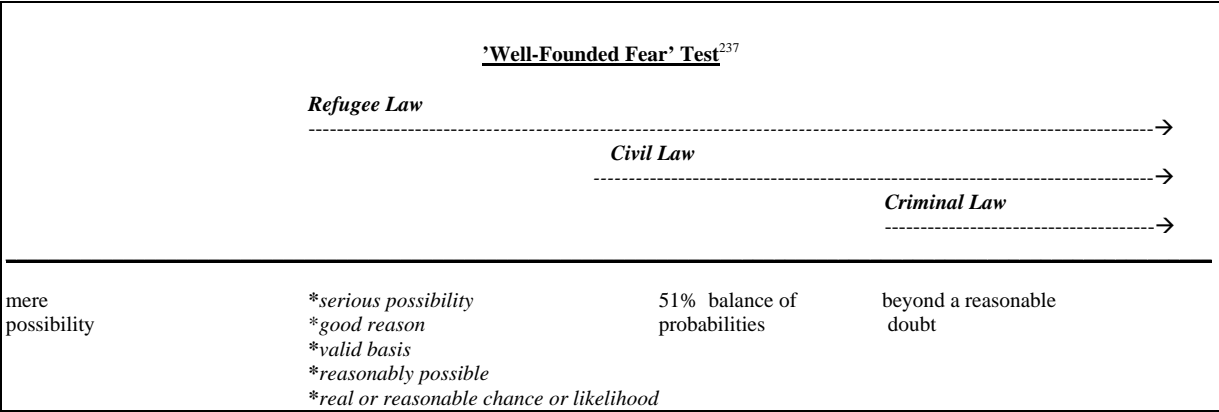 ’Well-Founded Fear’ Test237
Refugee Law
Civil Law
Criminal Law
mere possibility
*serious possibility
*good reason
*valid basis
*reasonably possible
*real or reasonable chance or likelihood
51% balance of
probabilities
beyond a reasonable
doubt